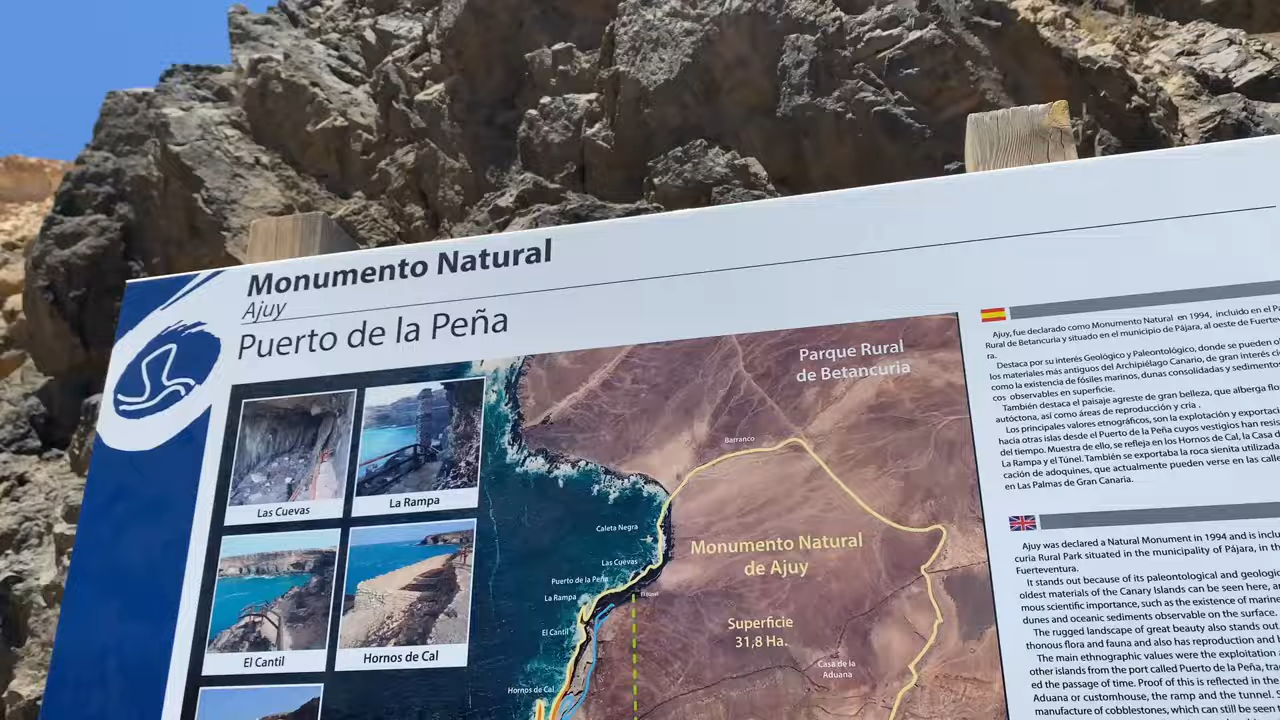 Monumento Natural
Ajuy
Puerto de la Peña
Las Cuevas
La Rampa
El Cantil
Hornos de Cal
Parque Rural
de Betancuria
Barranco
Caleta Negra
Las Cuevas
Puerto de la Peña
La Rampa
El Túnel
El Cantil
Hornos de Cal
Monumento Natural
de Ajuy
Superficie
31,8 Ha.
Casa de la
Aduana
Ajuy, fue declarado como Monumento Natural en 1994, incluido en el
Rural de Betancuria y situado en el municipio de Pájara, al oeste de
ra.
Destaca por su interés Geológico y Paleontológico, donde se pueden
los materiales más antiguos del Archipiélago Canario, de gran interés
como la existencia de fósiles marinos, dunas consolidadas y
cos observables en superficie.
También destaca el paisaje agreste de gran belleza, que alberga
autóctona, así como áreas de reproducción y cria .
Los principales valores etnográficos, son la explotación y
hacia otras islas desde el Puerto de la Peña cuyos vestigios han
del tiempo. Muestra de ello, se refleja en los Hornos de Cal, la Casa
La Rampa y el Túnel. También se exportaba la roca sienita utilizada
cación de adoquines, que actualmente pueden verse en las
en Las Palmas de Gran Canaria.
Ajuy was declared a Natural Monument in 1994 and is
curia Rural Park situated in the municipality of Pájara, in
Fuerteventura.
It stands out because of its paleontological and
oldest materials of the Canary Islands can be seen here,
mous scientific importance, such as the existence of
dunes and oceanic sediments observable on the surface.
The rugged landscape of great beauty also stands out.
thonous flora and fauna and also has reproduction and
The main ethnographic values were the exploitation
other islands from the port called Puerto de la Peña,
ed the passage of time. Proof of this is reflected in the
Aduana or customhouse, the ramp and the tunnel.
manufacture of cobblestones, which can still be seen